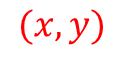 (x, y)